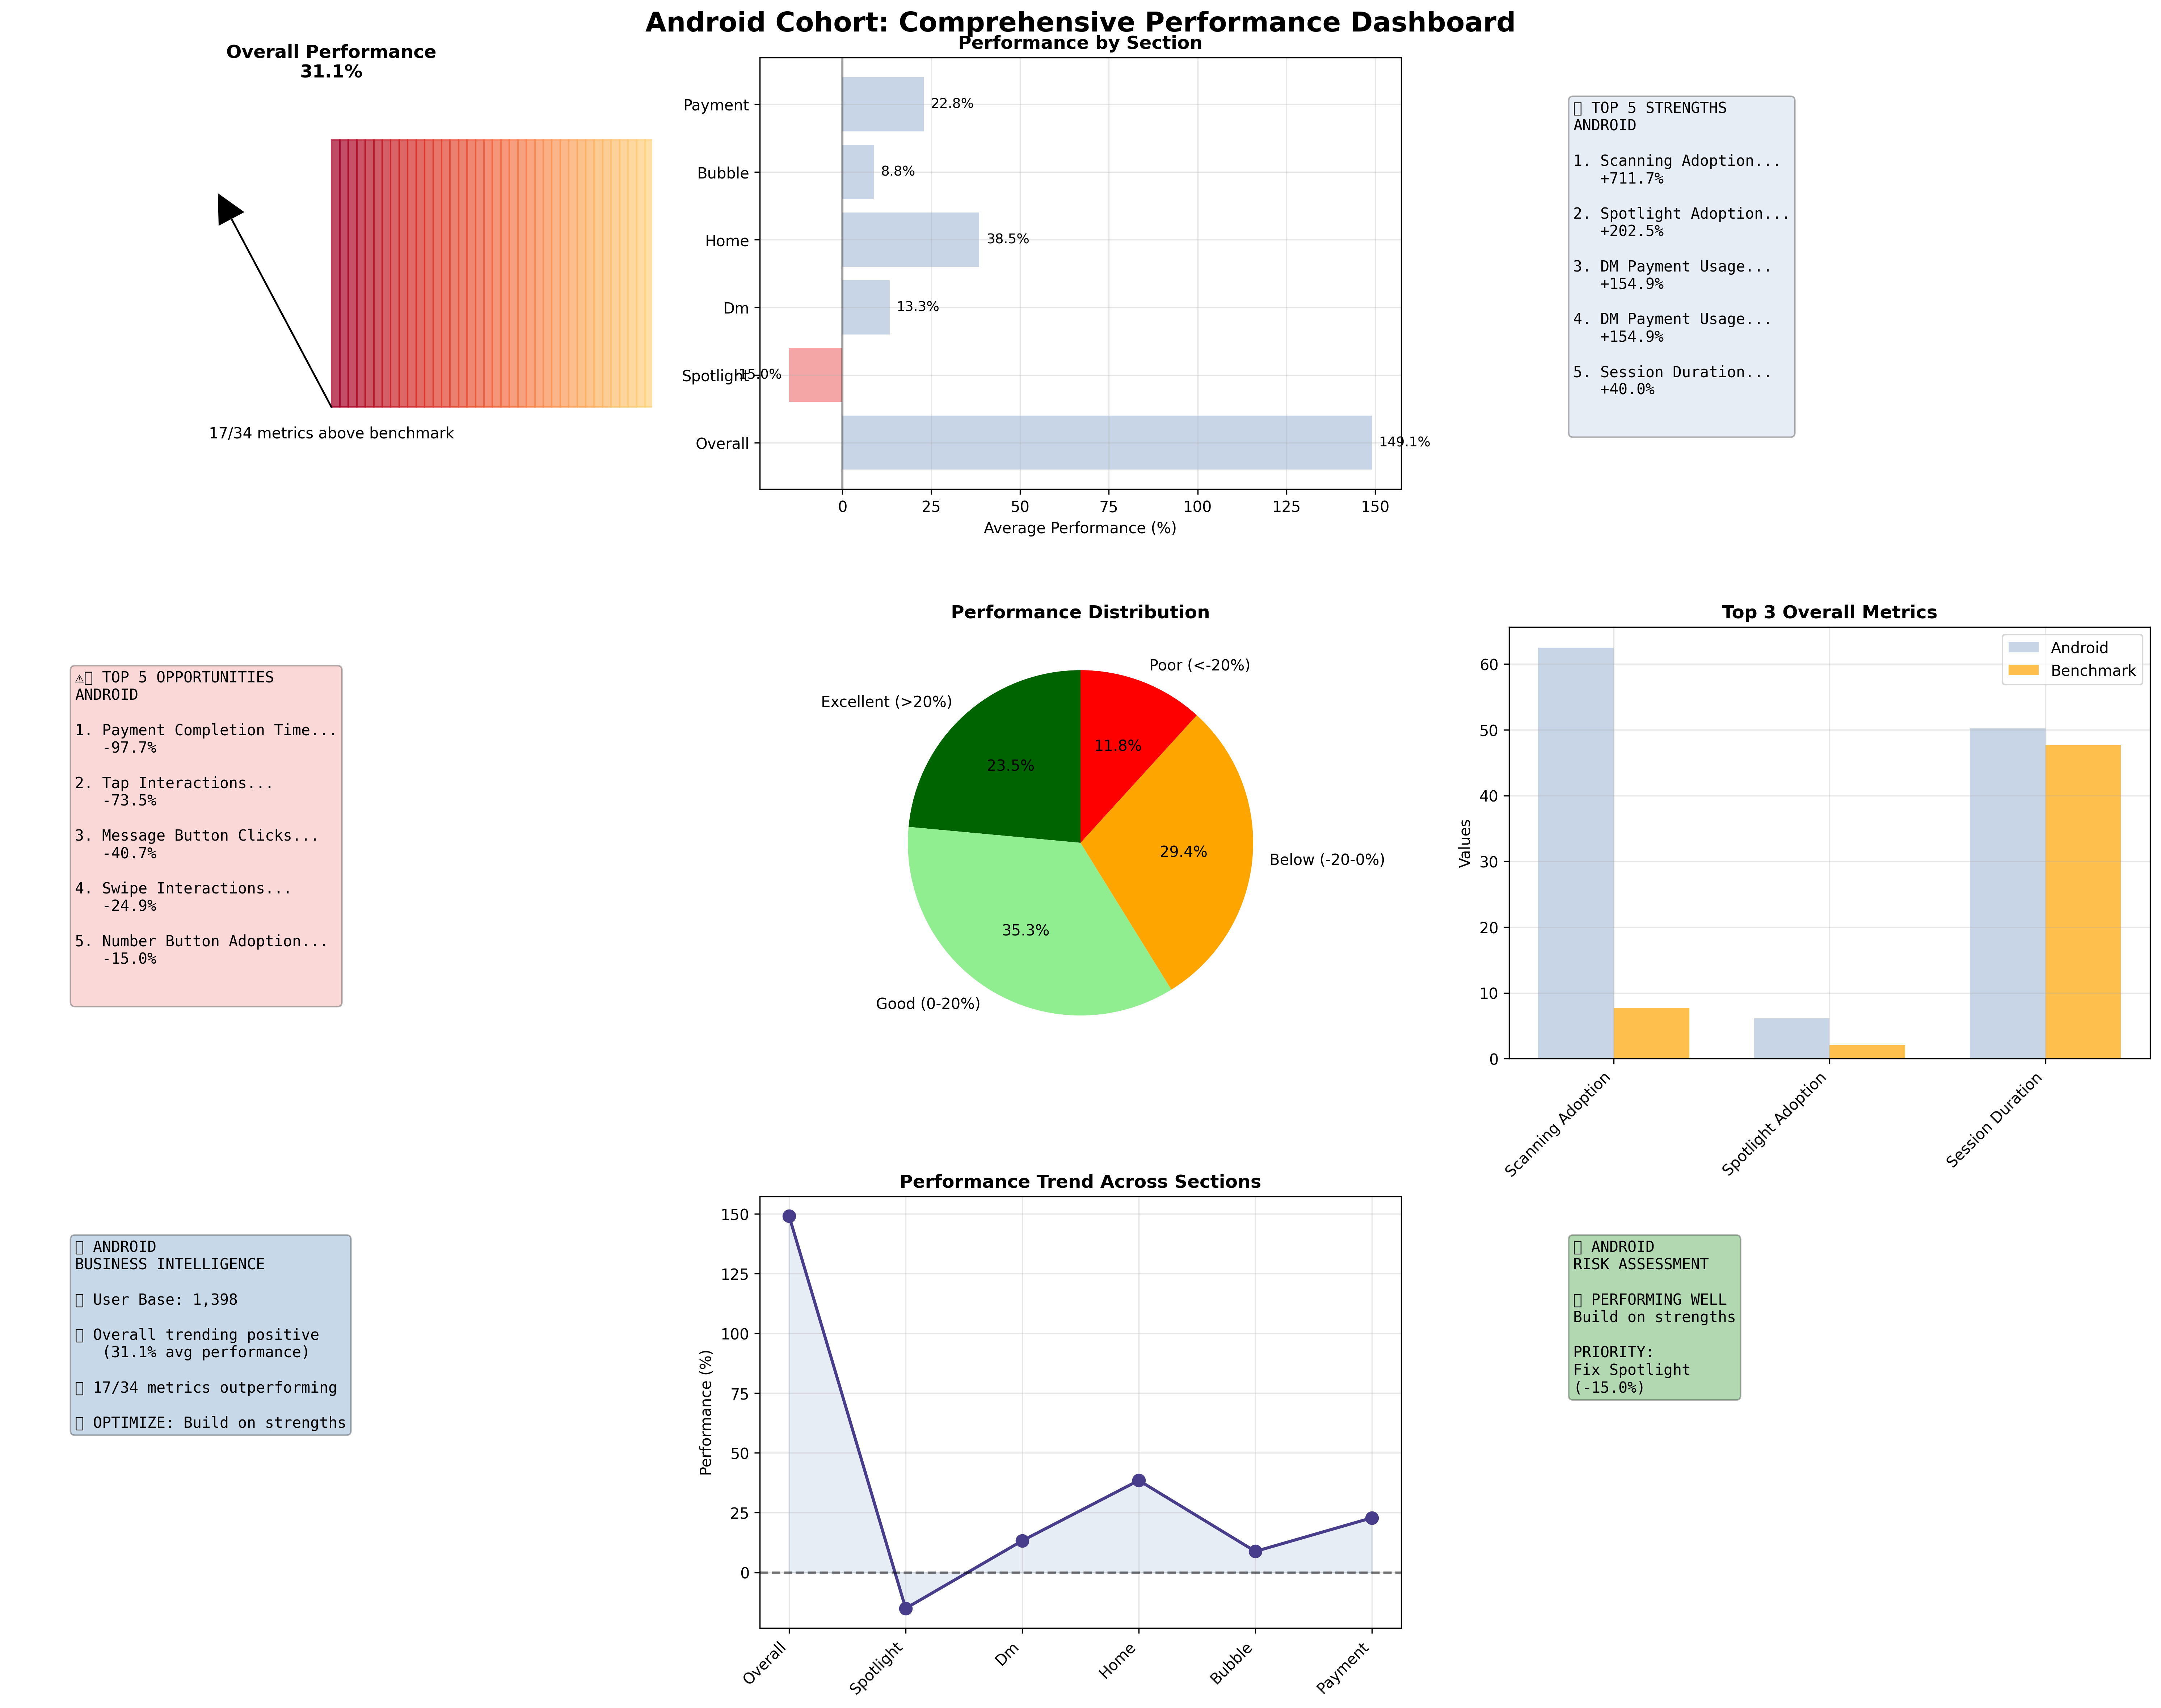 Android Cohort: Comprehensive Performance Dashboard
Overall Performance
31.1%
17/34 metrics above benchmark
Performance by Section
Payment
22.8%
Bubble
8.8%
Home
38.5%
Dm
13.3%
Spotlight
-15.0%
Overall
149.1%
0 25 50 75 100 125 150
Average Performance (%)
TOP 5 STRENGTHS
ANDROID
1. Scanning Adoption...
+711.7%
2. Spotlight Adoption...
+202.5%
3. DM Payment Usage...
+154.9%
4. DM Payment Usage...
+154.9%
5. Session Duration...
+40.0%
⚠ TOP 5 OPPORTUNITIES
ANDROID
1. Payment Completion Time...
-97.7%
2. Tap Interactions...
-73.5%
3. Message Button Clicks...
-40.7%
4. Swipe Interactions...
-24.9%
5. Number Button Adoption...
-15.0%
Performance Distribution
Poor (<-20%)
Excellent (>20%)
11.8%
23.5%
29.4%
Below (-20-0%)
35.3%
Good (0-20%)
Top 3 Overall Metrics
Android
Benchmark
60
50
40
30
20
10
0
Values
Scanning Adoption
Spotlight Adoption
Session Duration
ANDROID
BUSINESS INTELLIGENCE
User Base: 1,398
Overall trending positive
(31.1% avg performance)
17/34 metrics outperforming
OPTIMIZE: Build on strengths
Performance Trend Across Sections
150
125
100
75
50
25
0
Performance (%)
Overall
Spotlight
Dm
Home
Bubble
Payment
ANDROID
RISK ASSESSMENT
PERFORMING WELL
Build on strengths
PRIORITY:
Fix Spotlight
(-15.0%)